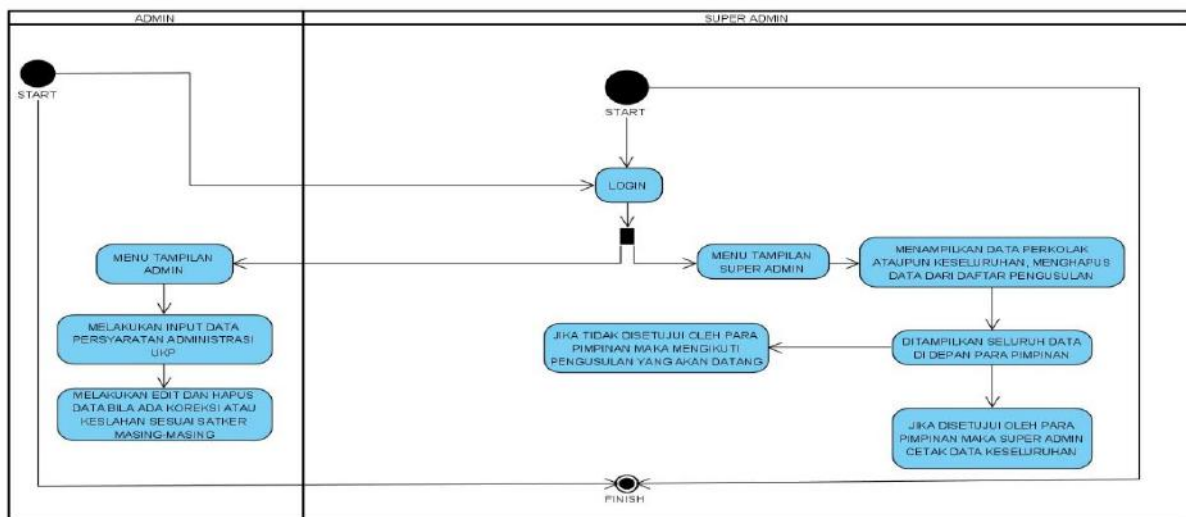 ADMIN
SUPER ADMIN
START
START
LOGIN
MENU TAMPILAN
ADMIN
MENU TAMPILAN
SUPER ADMIN
MENAMPILKAN DATA PERKOLAK
ATAUPUN KESELURUHAN, MENGHAPUS
DATA DARI DAFTAR PENGUSULAN
MELAKUKAN INPUT DATA
PERSYARATAN ADMINISTRASI
UKP
JIKA TIDAK DISETUJUI OLEH PARA
PIMPINAN MAKA MENGIKUTI
PENGUSULAN YANG AKAN DATANG
DITAMPILKAN SELURUH DATA
DI DEPAN PARA PIMPINAN
MELAKUKAN EDIT DAN HAPUS
DATA BILA ADA KOREKSI ATAU
KESLAHAN SESUAI SATKER
MASING-MASING
JIKA DISETUJUI OLEH PARA
PIMPINAN MAKA SUPER ADMIN
CETAK DATA KESELURUHAN
FINISH